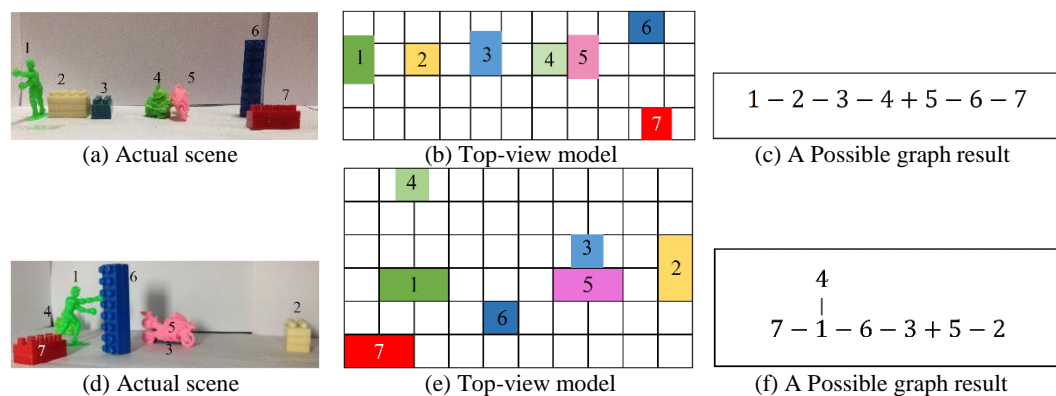 1 2 3 4 5 6 7
(a) Actual scene
1 2 3 4 5 6 7
(b) Top-view model
1 − 2 − 3 − 4 + 5 − 6 − 7
(c) A Possible graph result
4 7 1 6 5 3 2
(d) Actual scene
4
3
2
1 5
6
7
(e) Top-view model
4
|
7 − 1 − 6 − 3 + 5 − 2
(f) A Possible graph result